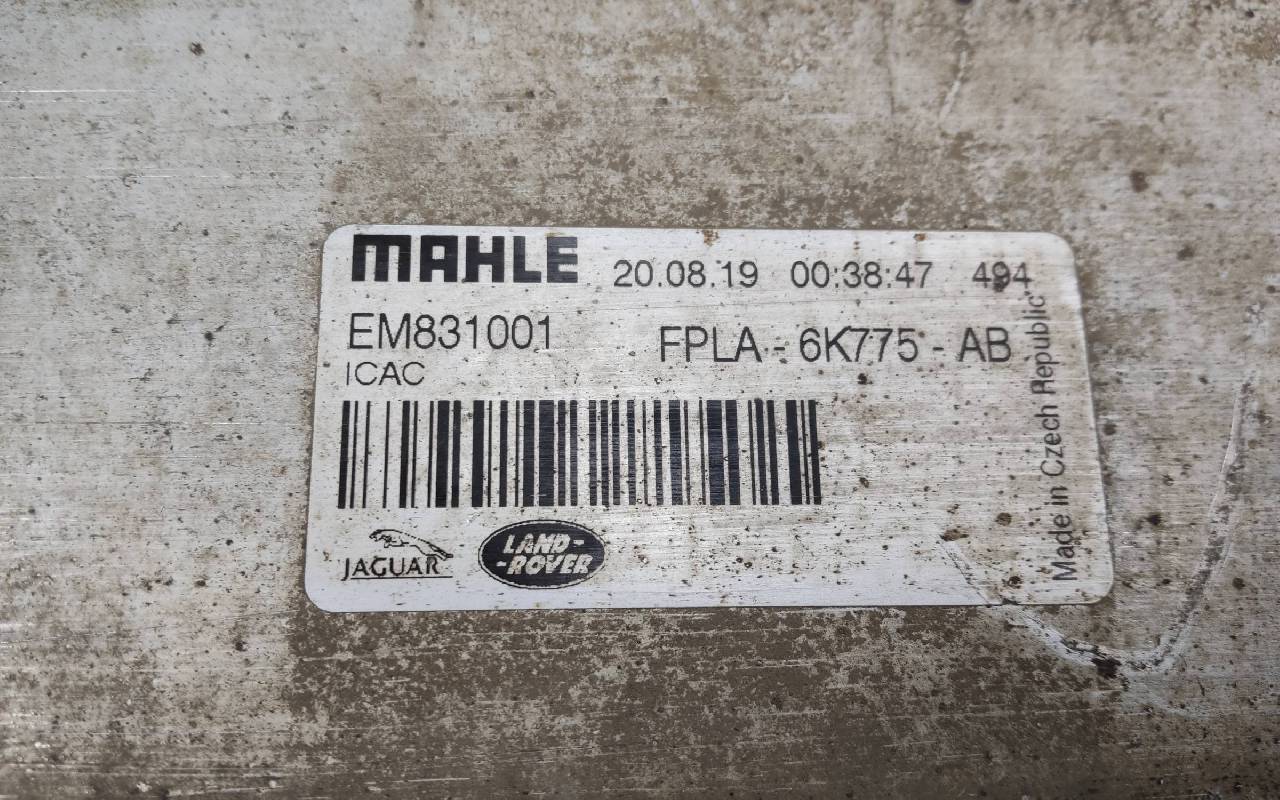 MAHLE 20.08.19 00:38:47 494
EM831001 FPLA - 6K775 - AB
ICAC
Made in Czech Republic
JAGUAR LAND-
-ROVER